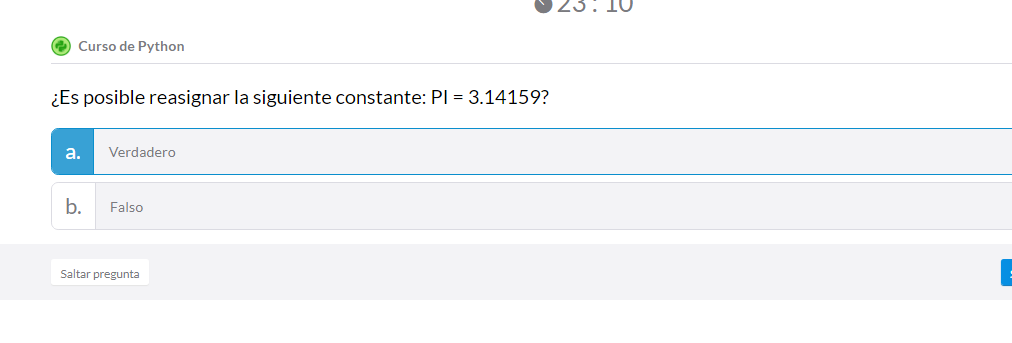 23 : 10
Curso de Python
¿Es posible reasignar la siguiente constante: PI = 3.14159?
a. Verdadero
b. Falso
Saltar pregunta